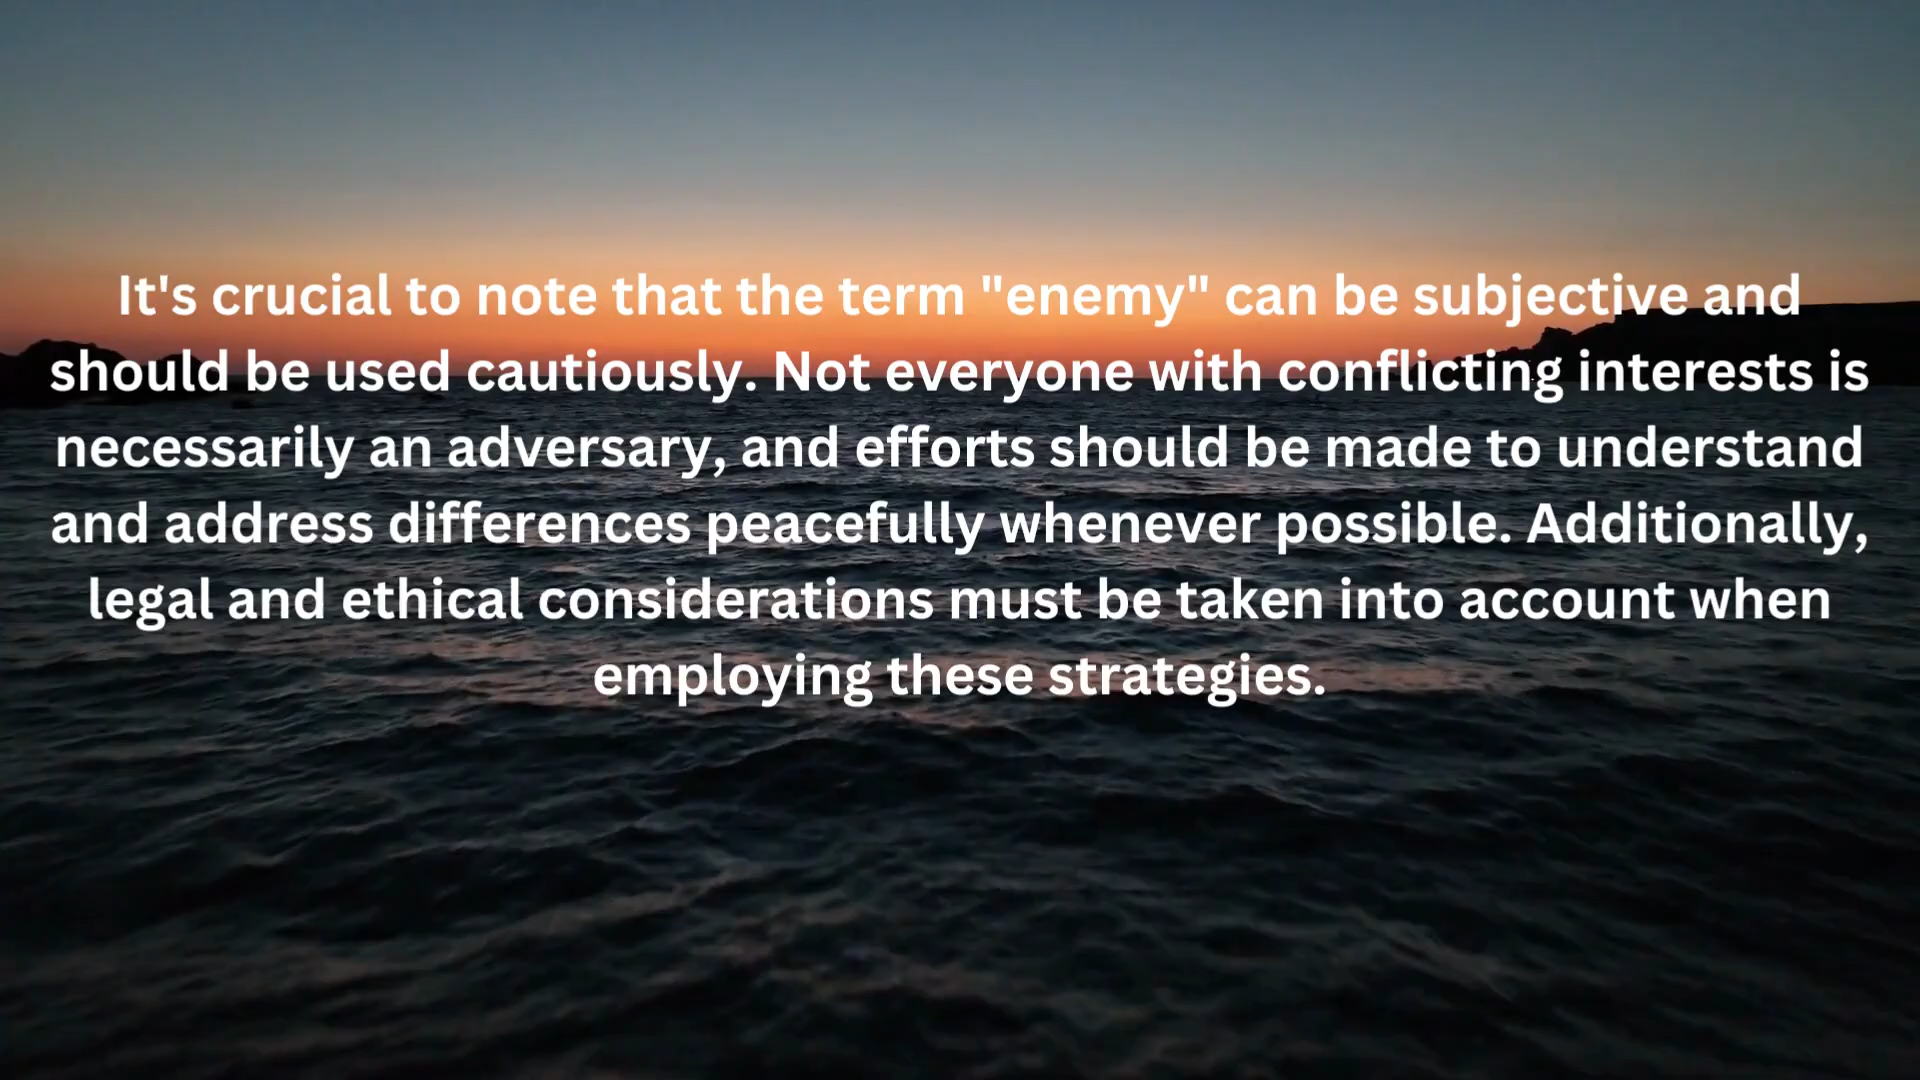 It's crucial to note that the term "enemy" can be subjective and
should be used cautiously. Not everyone with conflicting interests is
necessarily an adversary, and efforts should be made to understand
and address differences peacefully whenever possible. Additionally,
legal and ethical considerations must be taken into account when
employing these strategies.